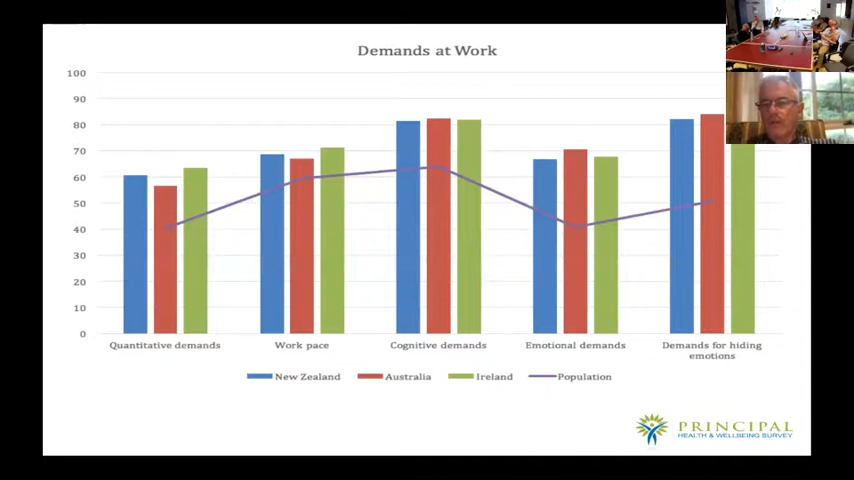 Demands at Work
100
90
80
70
60
50
40
30
20
10
0
Quantitative demands
Work pace
Cognitive demands
Emotional demands
Demands for hiding
emotions
New Zealand
Australia
Ireland
Population
PRINCIPAL
HEALTH & WELLBEING SURVEY